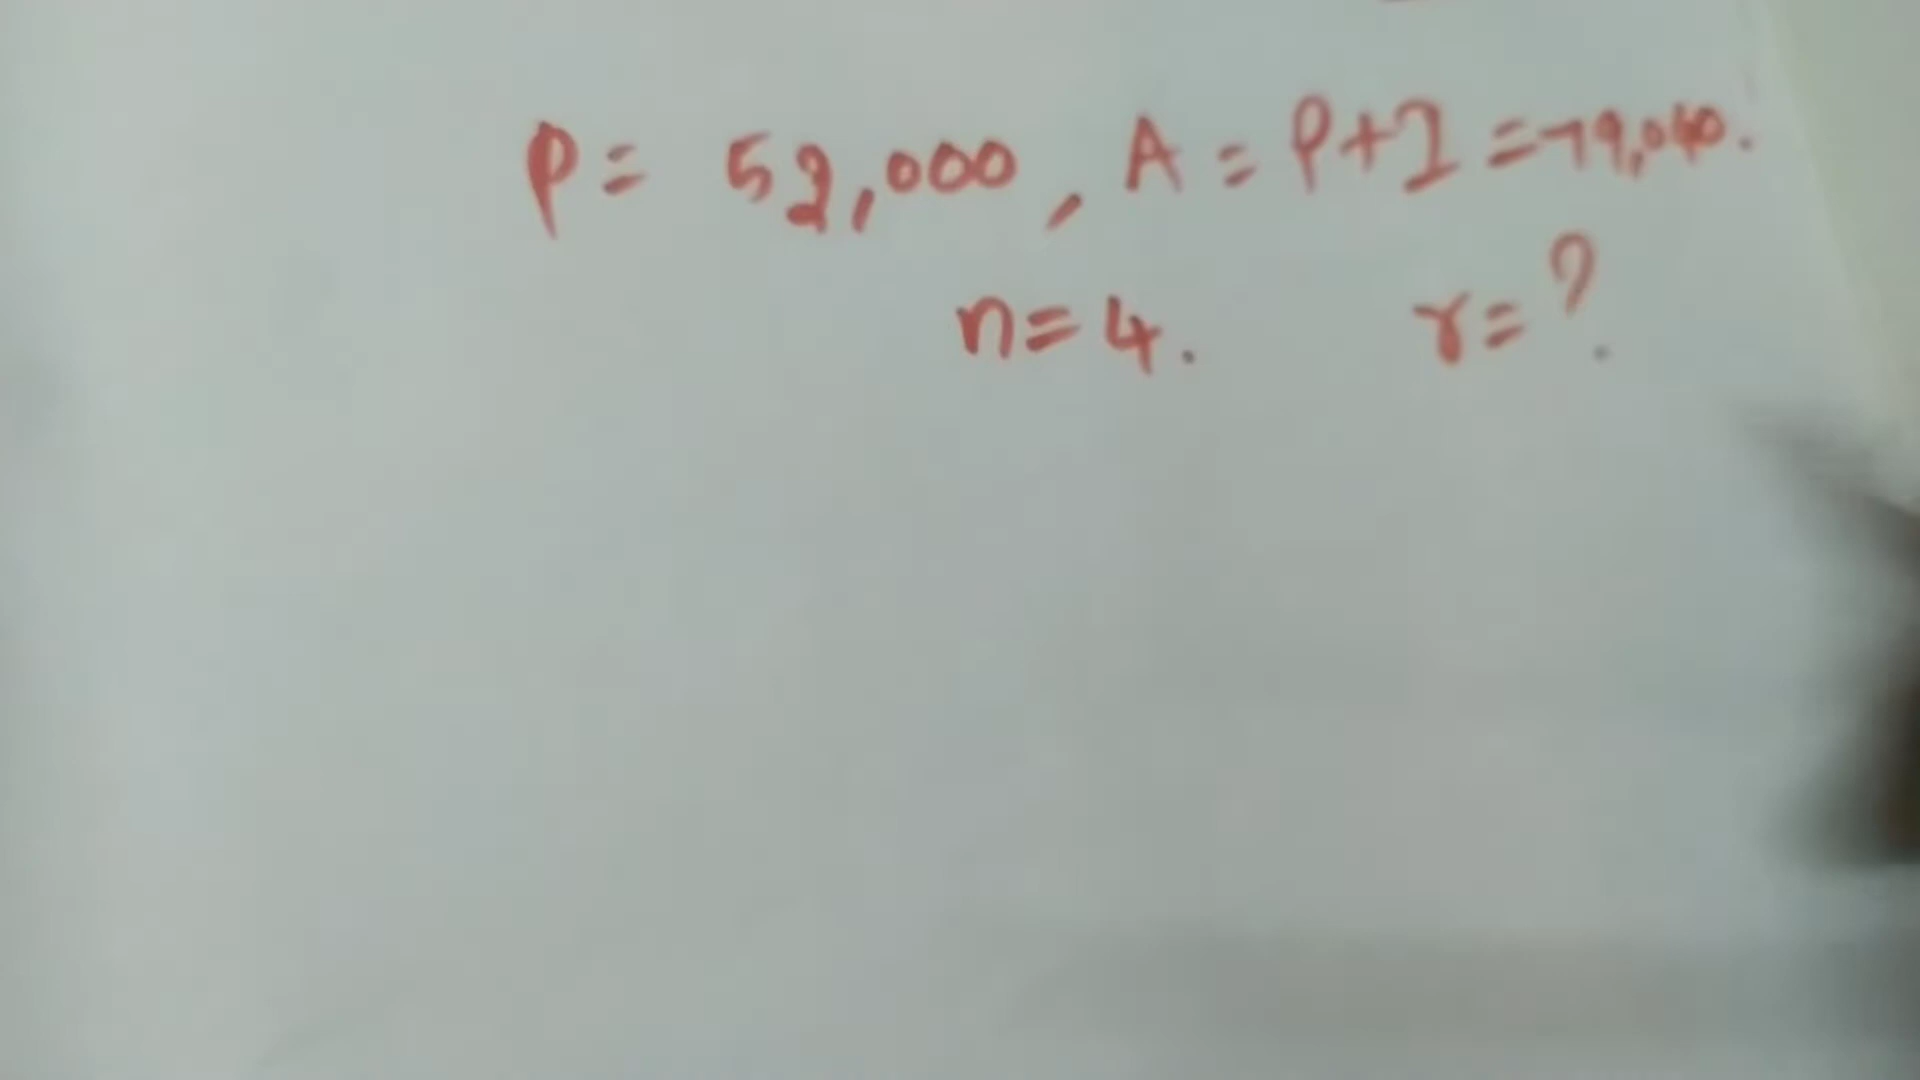 P = 52,000, A = P+I = 79,040.
n = 4. r = ?